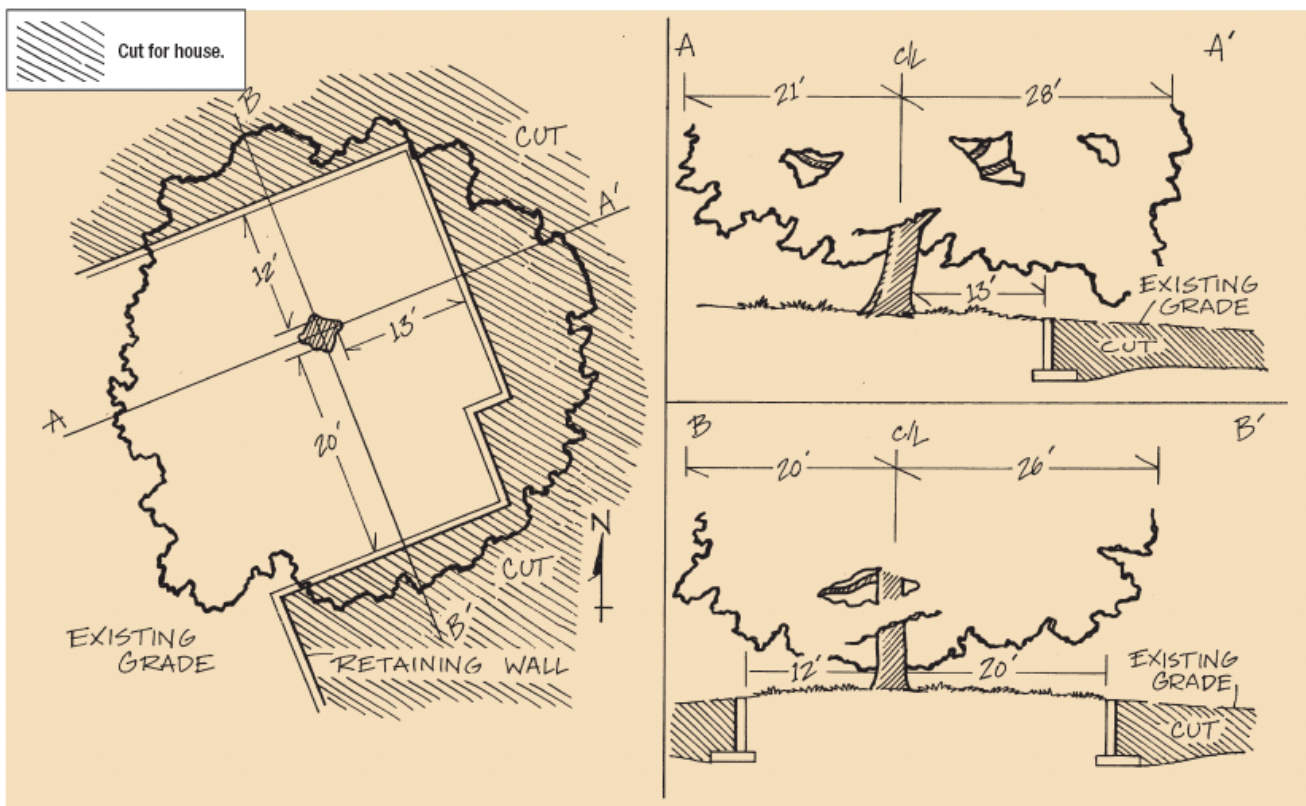 Cut for house.
B
CUT
A'
12'
13'
A
20'
N
CUT
B'
EXISTING
GRADE
RETAINING WALL
A
C/L
A'
21'
28'
13'
EXISTING
GRADE
CUT
B
C/L
B'
20'
26'
12'
20'
EXISTING
GRADE
CUT